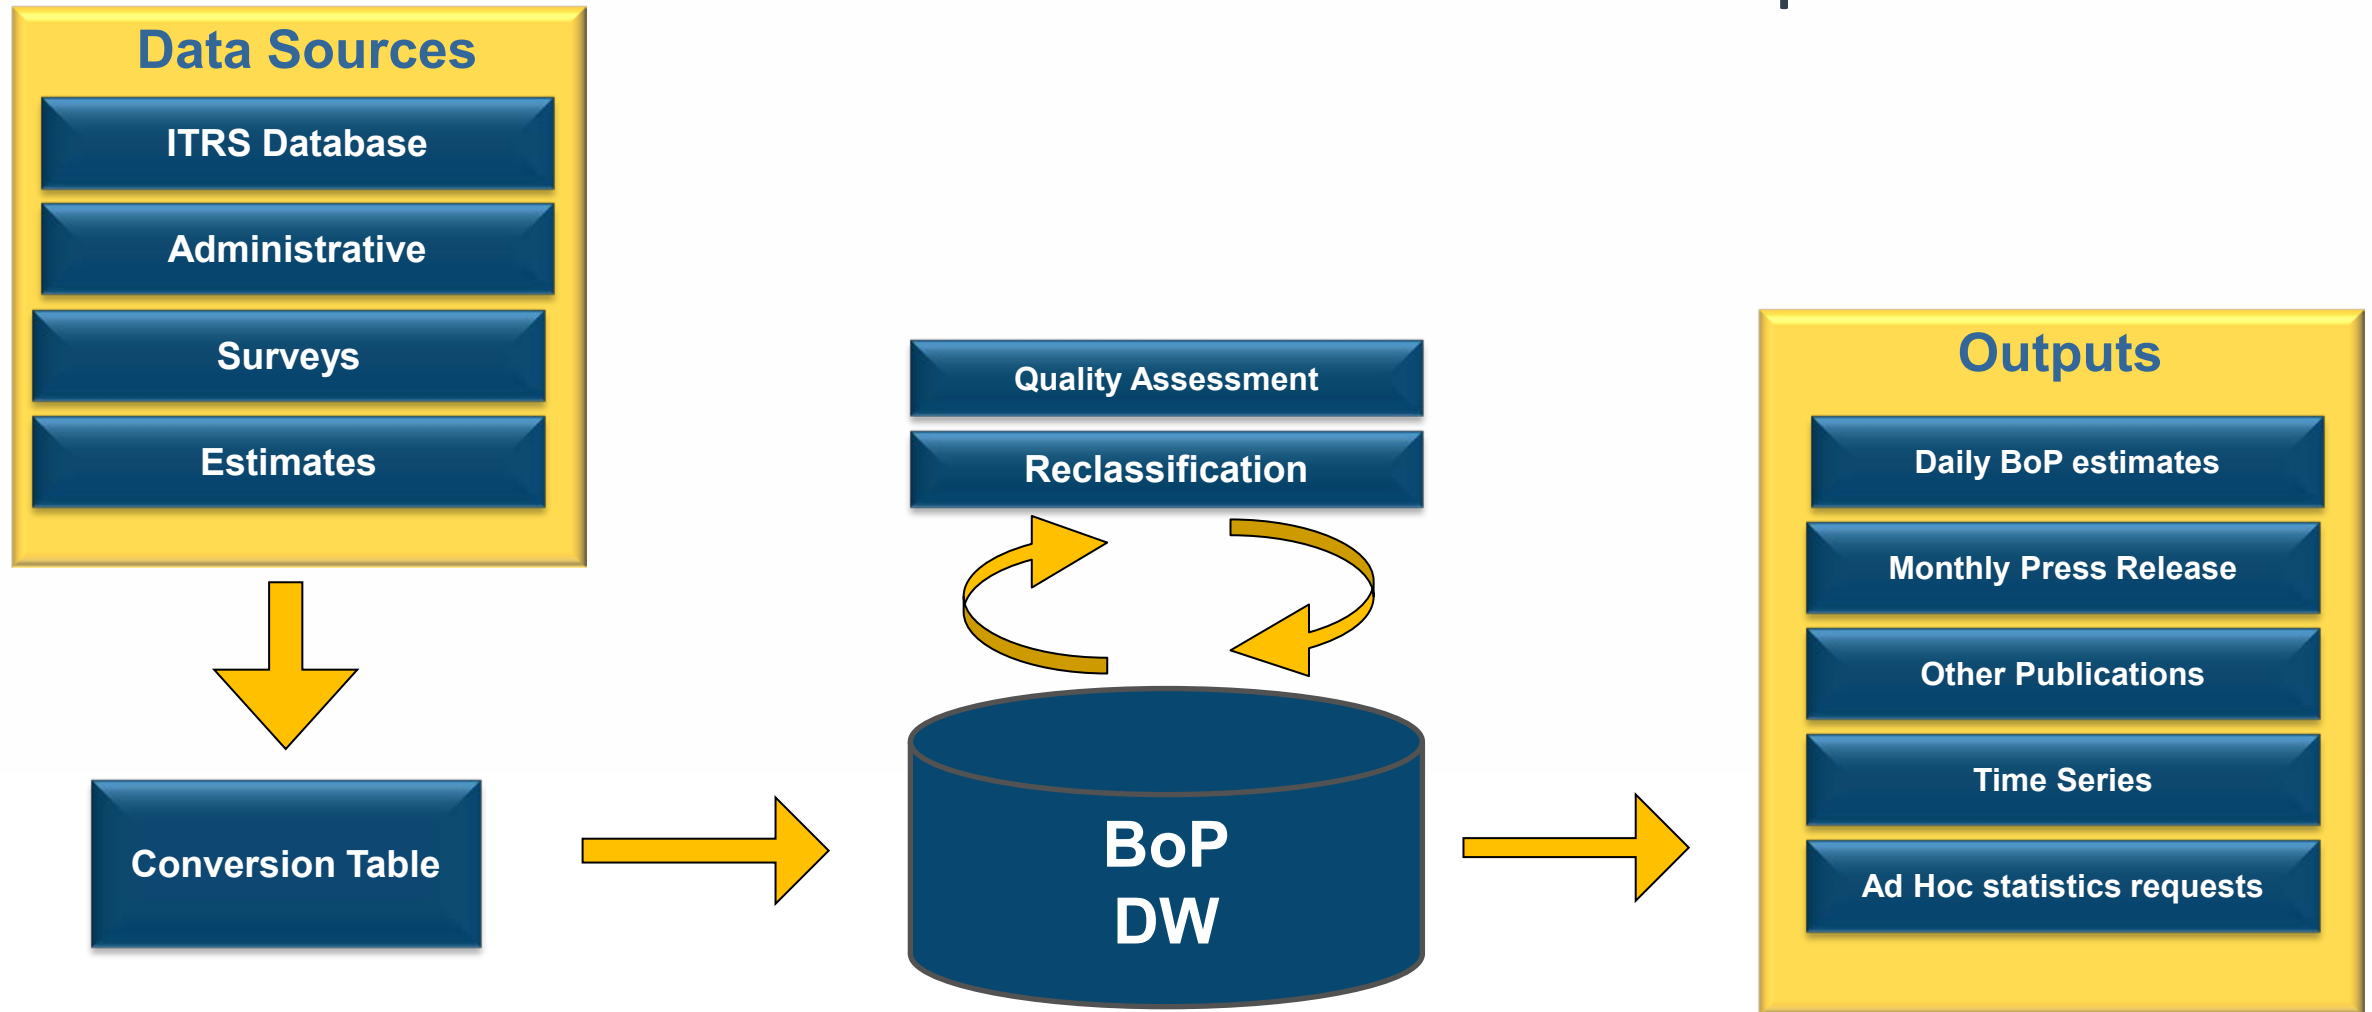 Data Sources
ITRS Database
Administrative
Surveys
Estimates
Conversion Table
Quality Assessment
Reclassification
BoP
DW
Outputs
Daily BoP estimates
Monthly Press Release
Other Publications
Time Series
Ad Hoc statistics requests